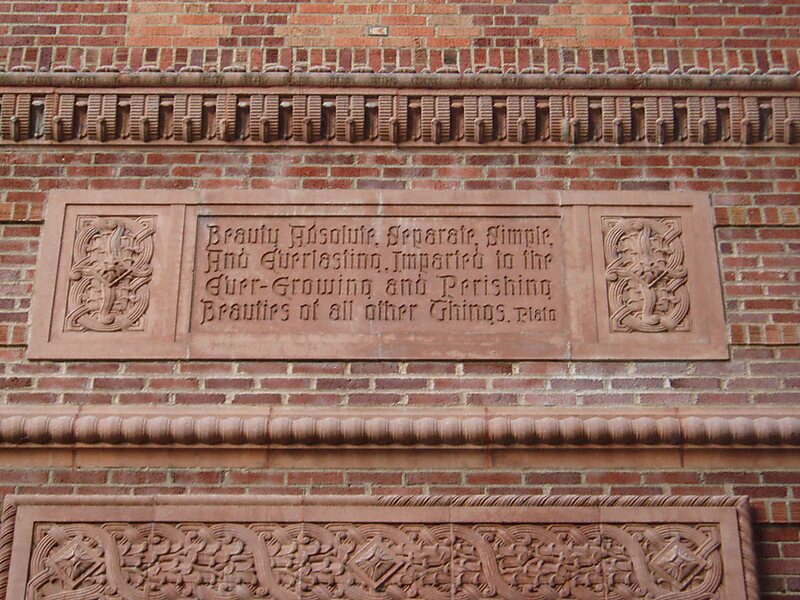 Beauty Absolute, Separate, Simple,
And Everlasting. Imparted to the
Ever-Growing and Perishing
Beauties of all other Things. Plato